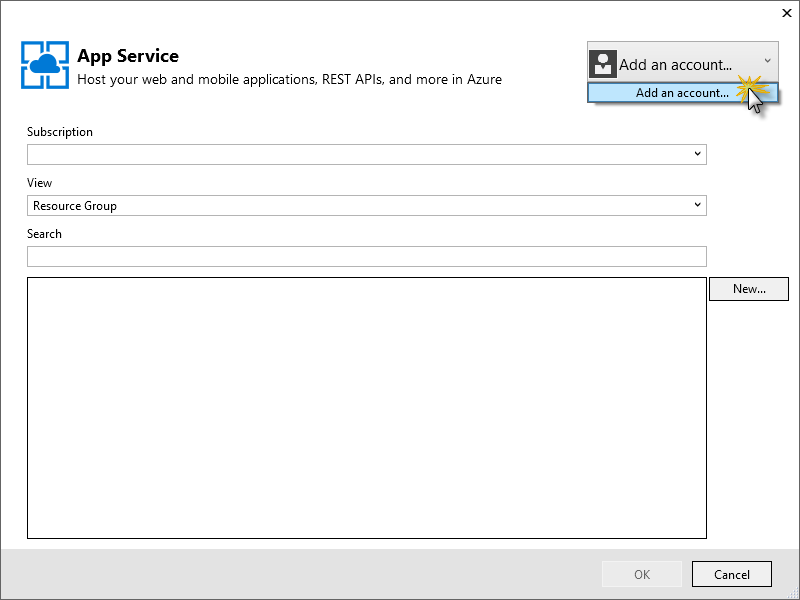 App Service
Host your web and mobile applications, REST APIs, and more in Azure
Add an account...
Add an account...
Subscription
View
Resource Group
Search
New...
OK
Cancel